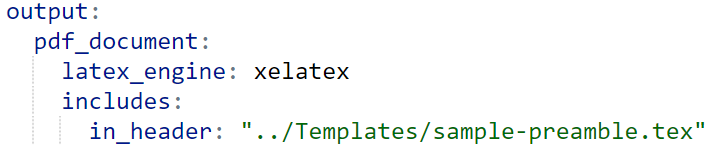 output:
pdf_document:
latex_engine: xelatex
includes:
in_header: "../Templates/sample-preamble.tex"